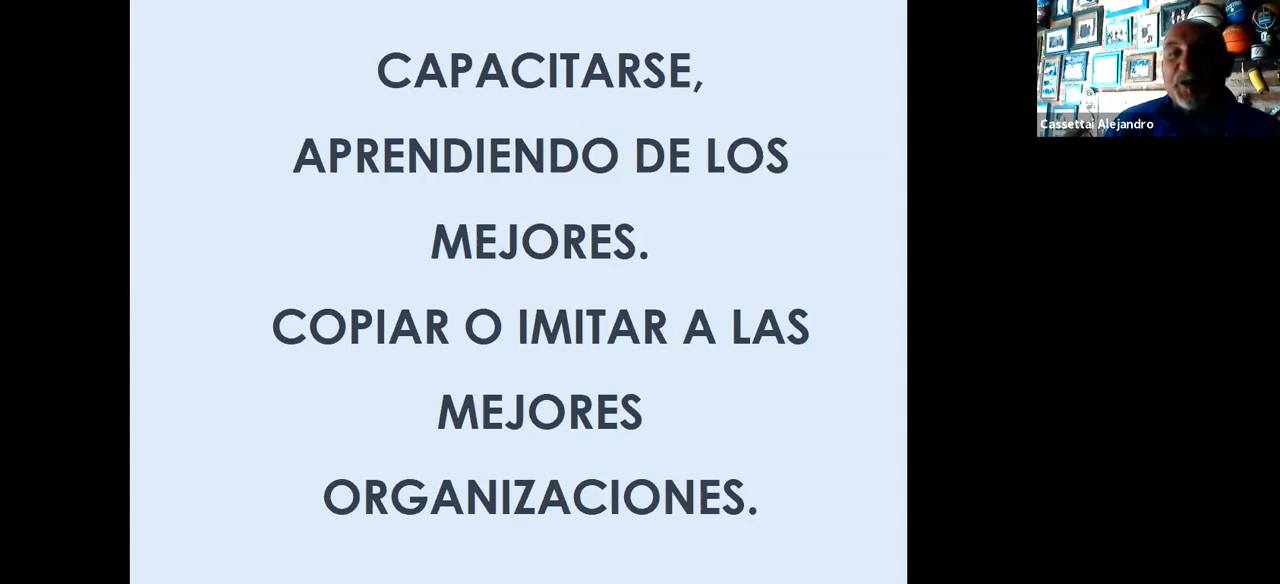 CAPACITARSE,
APRENDIENDO DE LOS
MEJORES.
COPIAR O IMITAR A LAS
MEJORES
ORGANIZACIONES.
Cassettai Alejandro